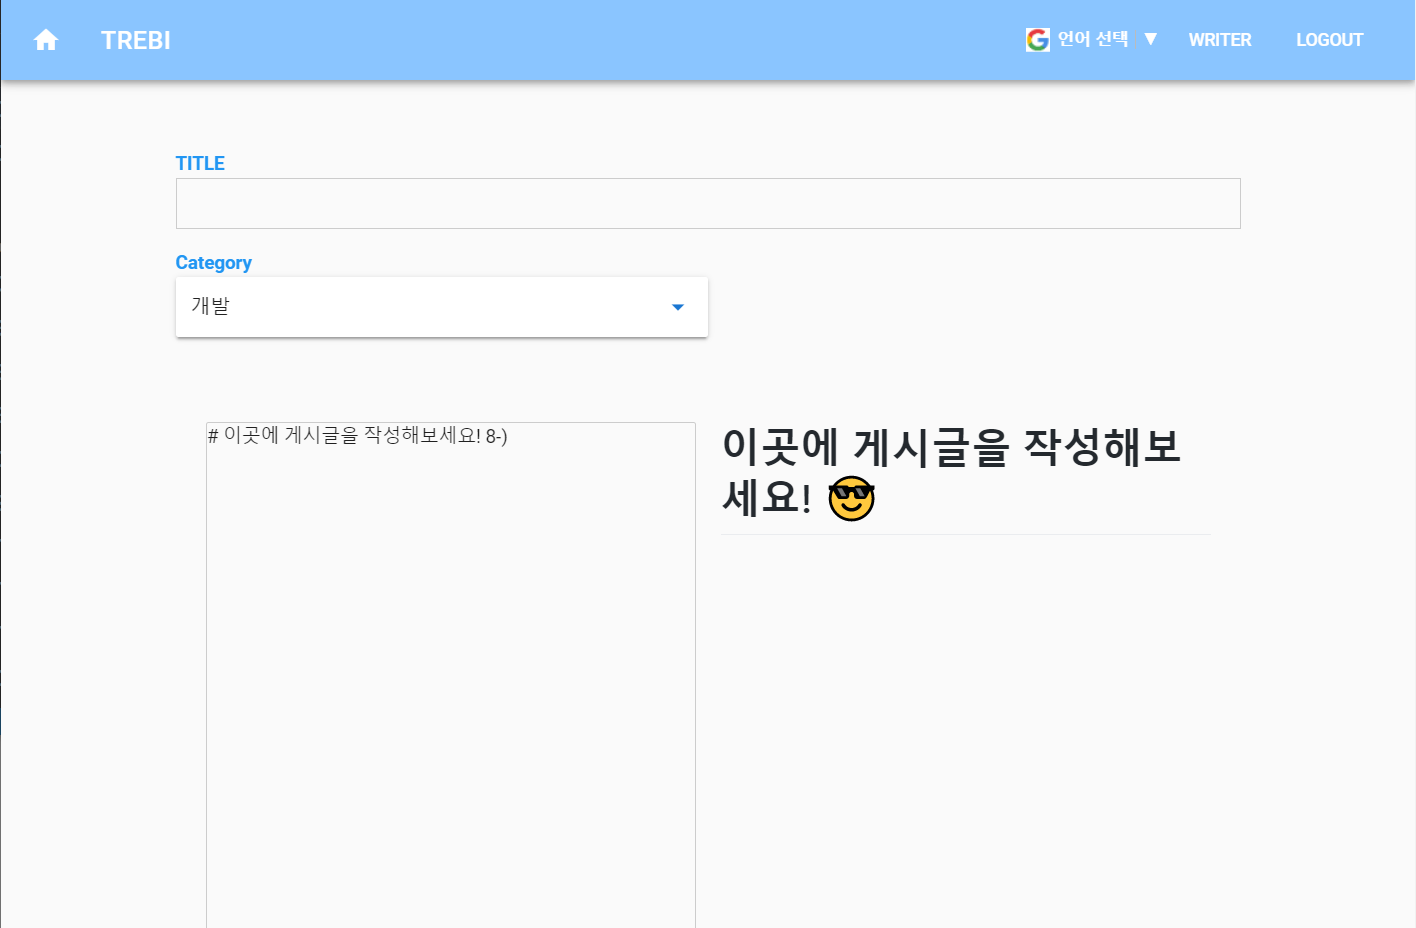 TREBI
언어 선택 ▼
WRITER
LOGOUT
TITLE
Category
개발
# 이곳에 게시글을 작성해보세요! 8-)
이곳에 게시글을 작성해보
세요! 😎